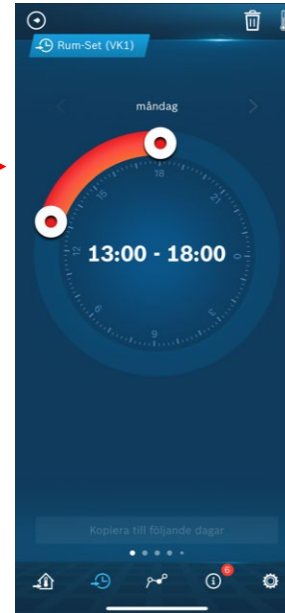 Rum-Set (VK1)
måndag
18
15
21
12
13:00 - 18:00
0
9
3
6
Kopiera till följande dagar
6